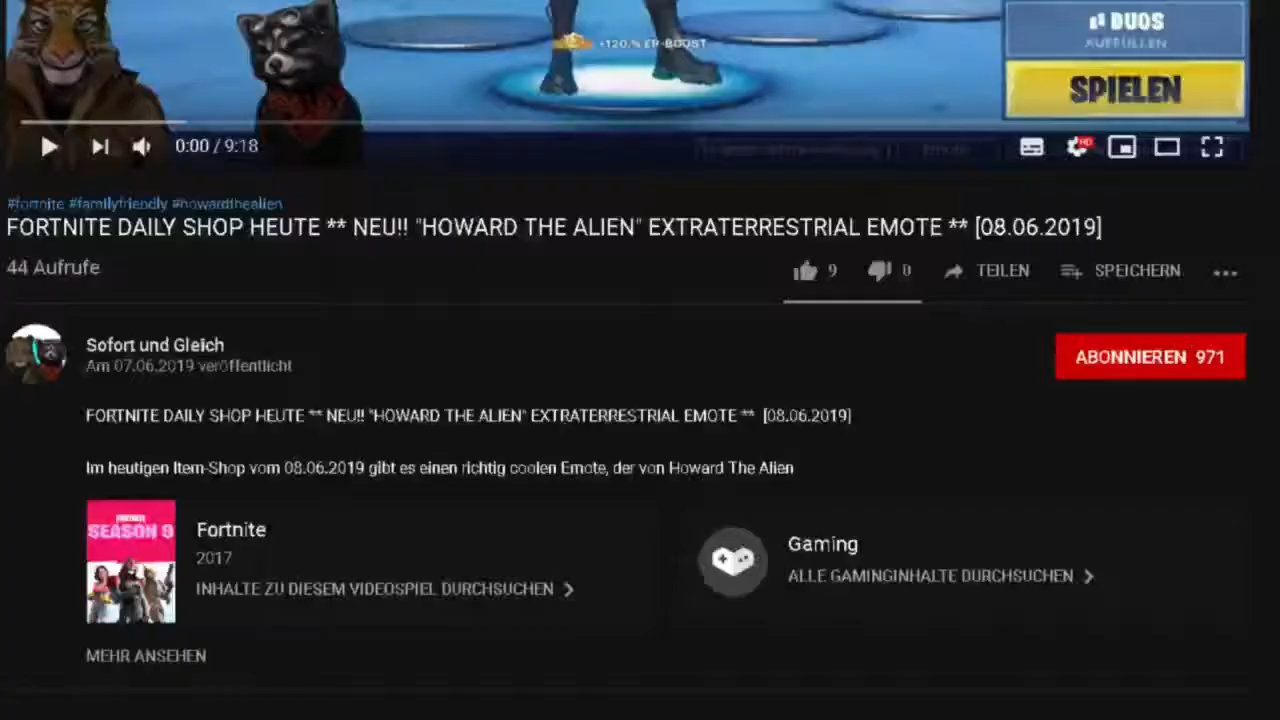 DUOS
AUFFÜLLEN
+120.% EP-BOOST
SPIELEN
0:00 / 9:18
HD
#fortnite #familyfriendly #howardthealien
FORTNITE DAILY SHOP HEUTE ** NEU!! "HOWARD THE ALIEN" EXTRATERRESTRIAL EMOTE ** [08.06.2019]
44 Aufrufe
9
0
TEILEN
SPEICHERN
Sofort und Gleich
Am 07.06.2019 veröffentlicht
ABONNIEREN 971
FORTNITE DAILY SHOP HEUTE ** NEU!! "HOWARD THE ALIEN" EXTRATERRESTRIAL EMOTE ** [08.06.2019]
Im heutigen Item-Shop vom 08.06.2019 gibt es einen richtig coolen Emote, der von Howard The Alien
FORTNITE
SEASON 9
Fortnite
2017
INHALTE ZU DIESEM VIDEOSPIEL DURCHSUCHEN
Gaming
ALLE GAMINGINHALTE DURCHSUCHEN
MEHR ANSEHEN